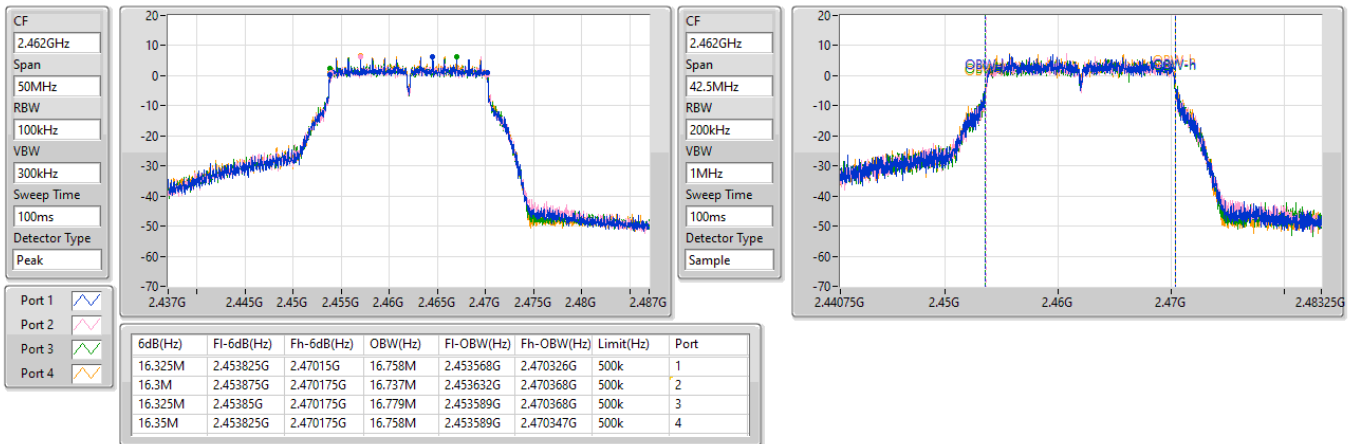 CF
2.462GHz
Span
50MHz
RBW
100kHz
VBW
300kHz
Sweep Time
100ms
Detector Type
Peak
20-
10-
0-
-10-
-20-
-30-
-40-
-50-
-60-
-70-
2.437G 2.445G 2.45G 2.455G 2.46G 2.465G 2.47G 2.475G 2.48G 2.487G
CF
2.462GHz
Span
42.5MHz
RBW
200kHz
VBW
1MHz
Sweep Time
100ms
Detector Type
Sample
20-
10-
0-
-10-
-20-
-30-
-40-
-50-
-60-
-70-
OBW-h
2.44075G 2.45G 2.46G 2.47G 2.48325G
Port 1
Port 2
Port 3
Port 4
6dB(Hz) Fl-6dB(Hz) Fh-6dB(Hz) OBW(Hz) Fl-OBW(Hz) Fh-OBW(Hz) Limit(Hz) Port
16.325M 2.453825G 2.47015G 16.758M 2.453568G 2.470326G 500k 1
16.3M 2.453875G 2.470175G 16.737M 2.453632G 2.470368G 500k 2
16.325M 2.45385G 2.470175G 16.779M 2.453589G 2.470368G 500k 3
16.35M 2.453825G 2.470175G 16.758M 2.453589G 2.470347G 500k 4